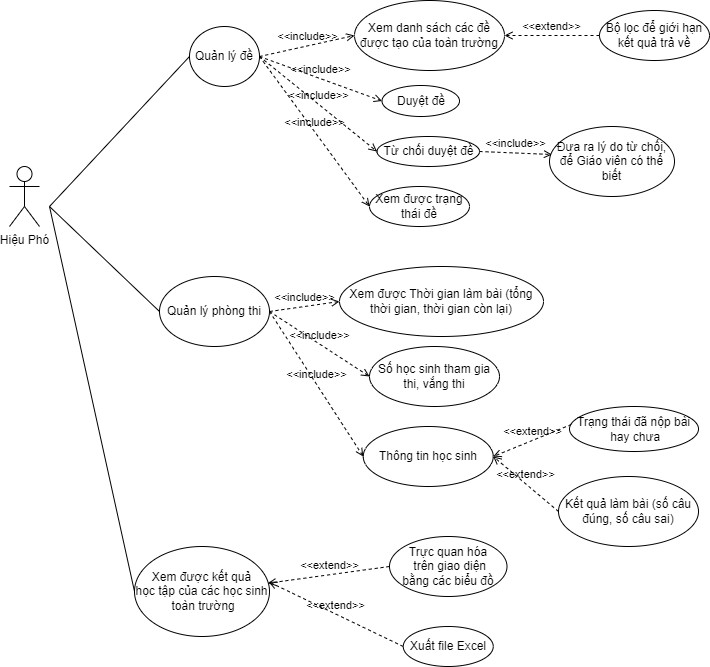 Hiệu Phó
Quản lý đề
<<include>>
Xem danh sách các đề
được tạo của toàn trường
<<extend>>
Bộ lọc để giới hạn
kết quả trả về
<<include>>
Duyệt đề
<<include>>
Từ chối duyệt đề
<<include>>
Đưa ra lý do từ chối,
để Giáo viên có thể
biết
<<include>>
Xem được trạng
thái đề
Quản lý phòng thi
<<include>>
Xem được Thời gian làm bài (tổng
thời gian, thời gian còn lại)
<<include>>
Số học sinh tham gia
thi, vắng thi
<<include>>
Thông tin học sinh
<<extend>>
Trạng thái đã nộp bài
hay chưa
<<extend>>
Kết quả làm bài (số câu
đúng, số câu sai)
Xem được kết quả
học tập của các học sinh
toàn trường
<<extend>>
Trực quan hóa
trên giao diện
bằng các biểu đồ
<<extend>>
Xuất file Excel